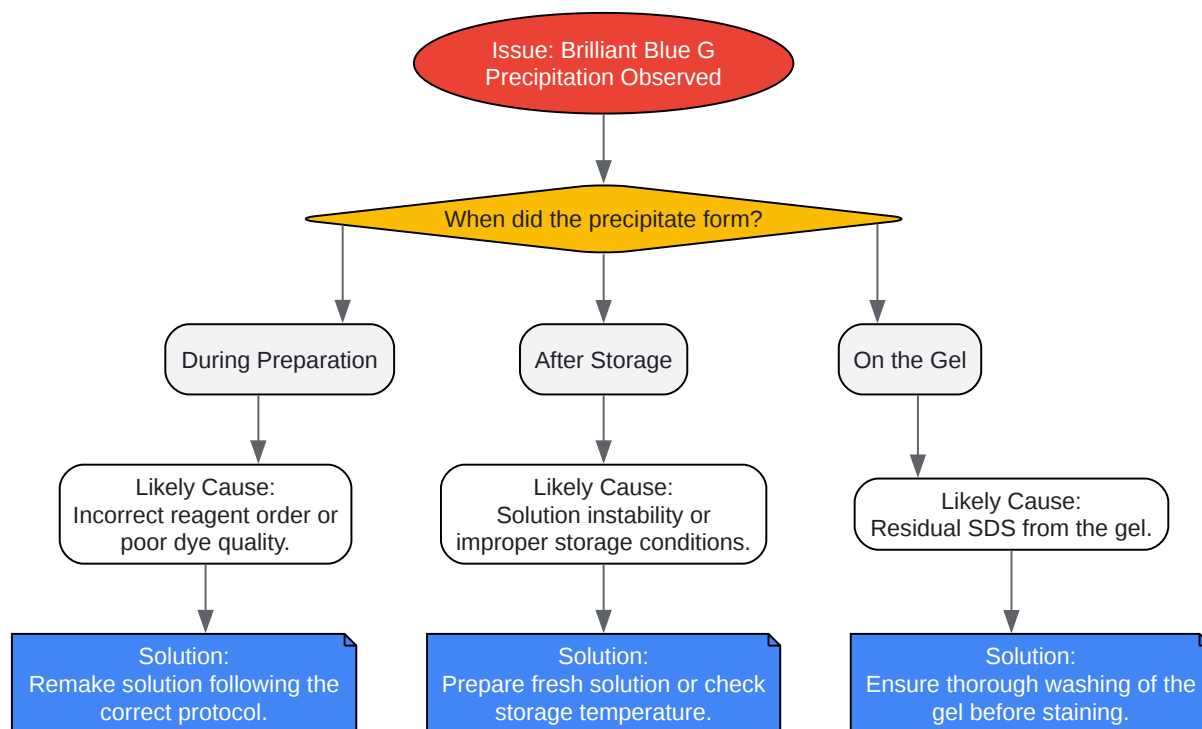 Issue: Brilliant Blue G
Precipitation Observed
When did the precipitate form?
During Preparation
After Storage
On the Gel
Likely Cause:
Incorrect reagent order or
poor dye quality.
Likely Cause:
Solution instability or
improper storage conditions.
Likely Cause:
Residual SDS from the gel.
Solution:
Remake solution following the
correct protocol.
Solution:
Prepare fresh solution or check
storage temperature.
Solution:
Ensure thorough washing of the
gel before staining.